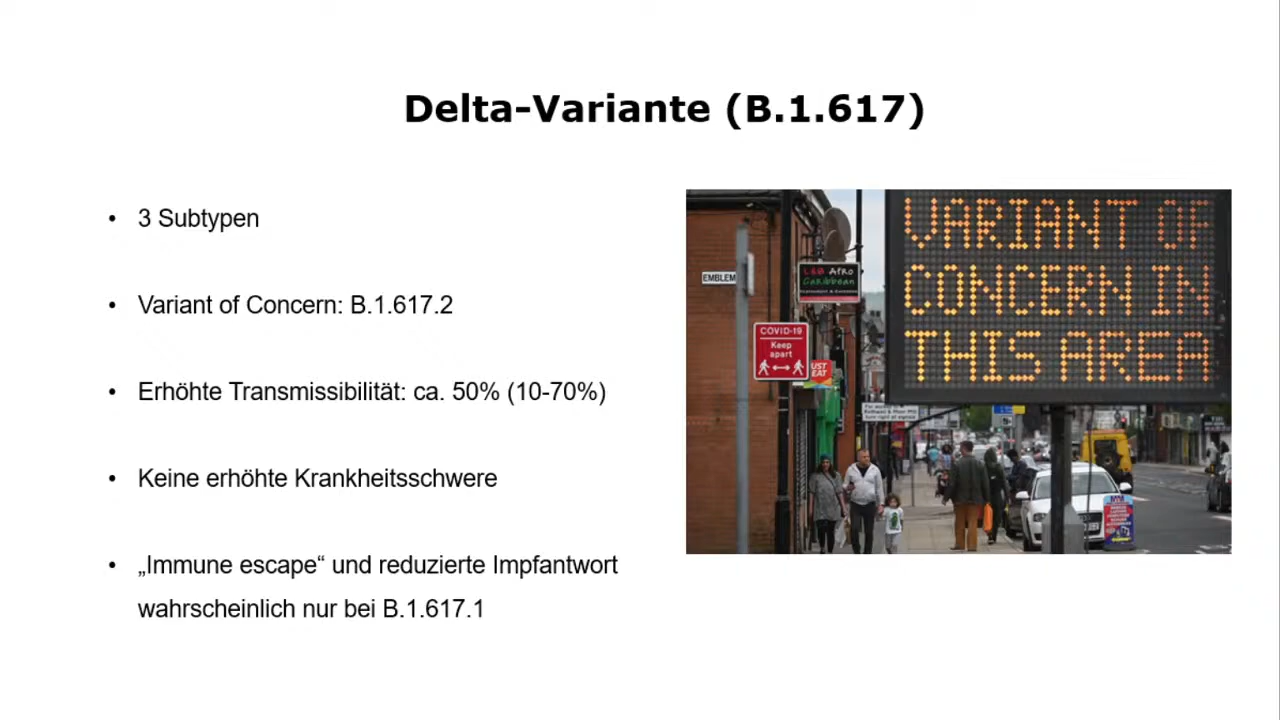 Delta-Variante (B.1.617)
• 3 Subtypen
• Variant of Concern: B.1.617.2
• Erhöhte Transmissibilität: ca. 50% (10-70%)
• Keine erhöhte Krankheitsschwere
• „Immune escape“ und reduzierte Impfantwort
wahrscheinlich nur bei B.1.617.1
VARIANT OF
CONCERN IN
THIS AREA
EMBLEM
Afro
Caribbean
COVID-19
Keep
apart
UST
EAT